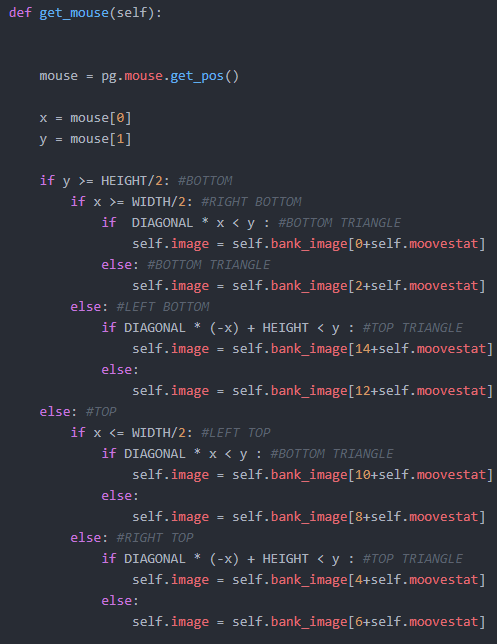 def get_mouse(self):
    mouse = pg.mouse.get_pos()
    x = mouse[0]
    y = mouse[1]
    if y >= HEIGHT/2: #BOTTOM
        if x >= WIDTH/2: #RIGHT BOTTOM
            if  DIAGONAL * x < y : #BOTTOM TRIANGLE
                self.image = self.bank_image[0+self.moovestat]
            else: #BOTTOM TRIANGLE
                self.image = self.bank_image[2+self.moovestat]
        else: #LEFT BOTTOM
            if DIAGONAL * (-x) + HEIGHT < y : #TOP TRIANGLE
                self.image = self.bank_image[14+self.moovestat]
            else:
                self.image = self.bank_image[12+self.moovestat]
    else: #TOP
        if x <= WIDTH/2: #LEFT TOP
            if DIAGONAL * x < y : #BOTTOM TRIANGLE
                self.image = self.bank_image[10+self.moovestat]
            else:
                self.image = self.bank_image[8+self.moovestat]
        else: #RIGHT TOP
            if DIAGONAL * (-x) + HEIGHT < y : #TOP TRIANGLE
                self.image = self.bank_image[4+self.moovestat]
            else:
                self.image = self.bank_image[6+self.moovestat]